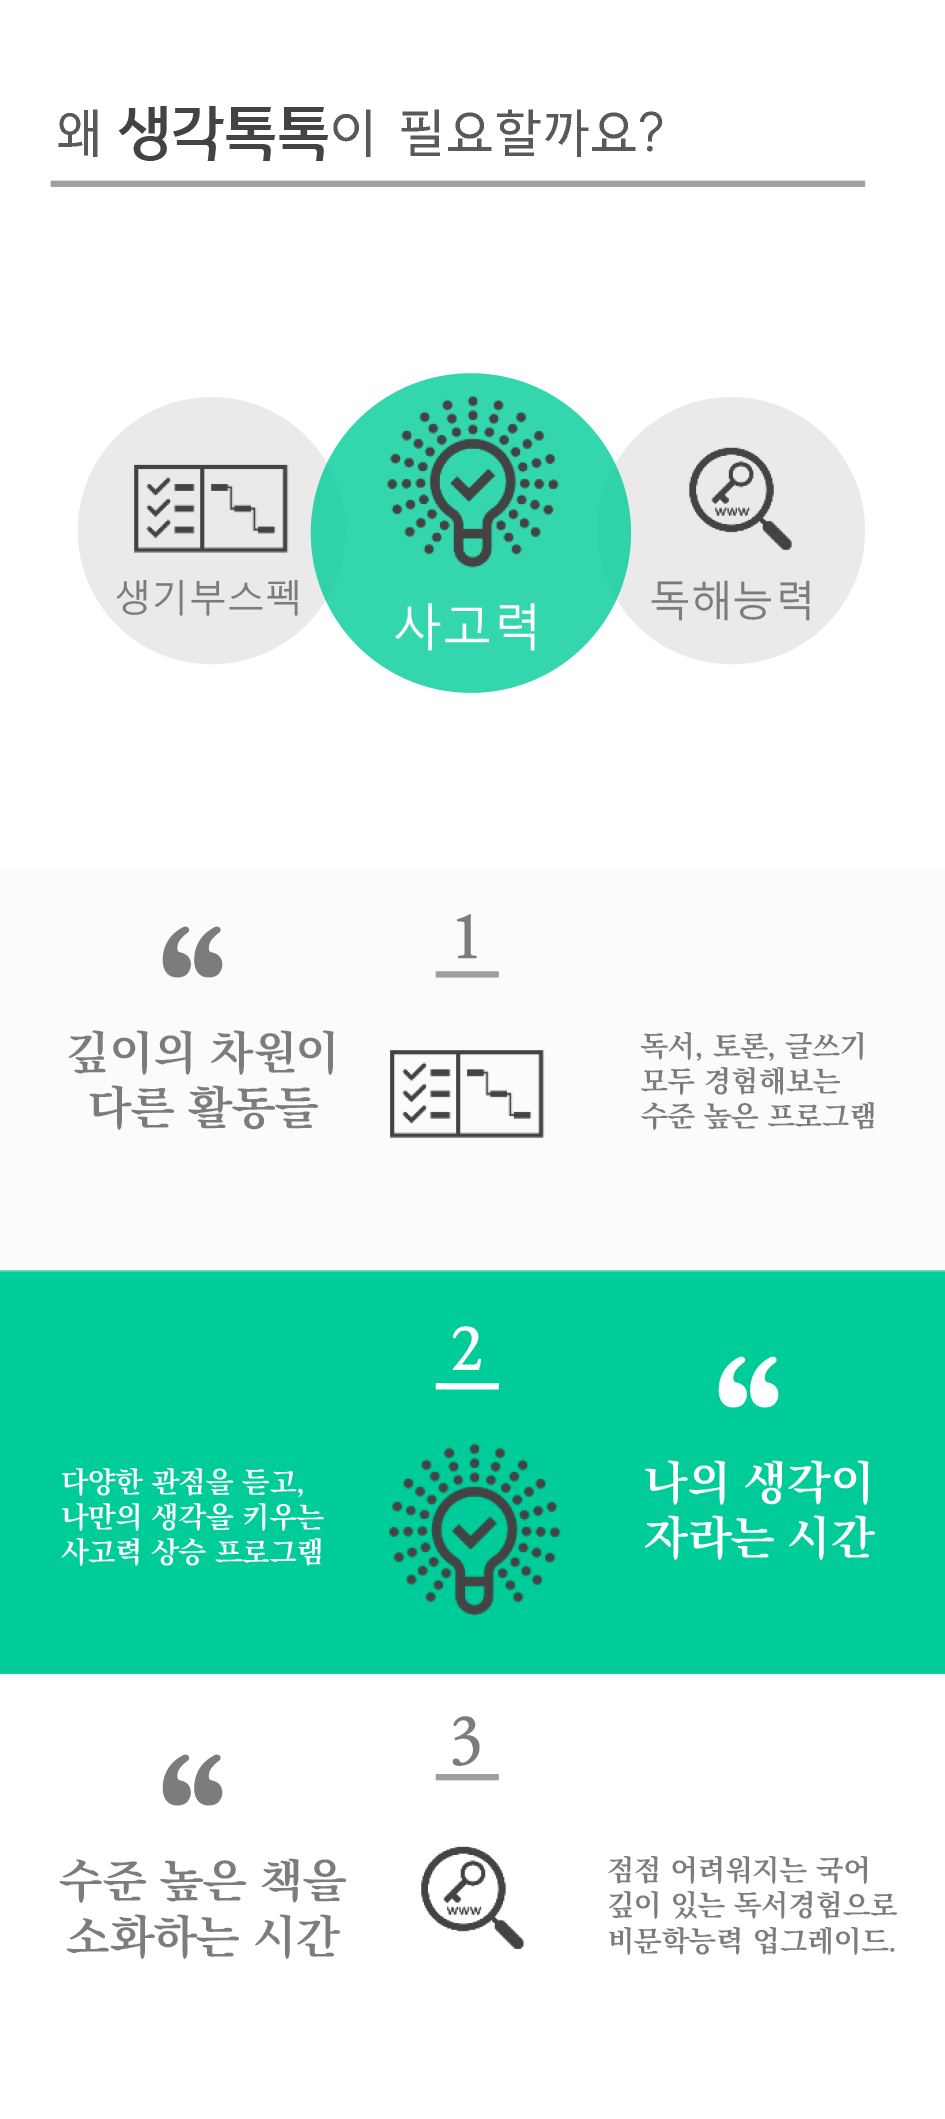 왜 생각톡톡이 필요할까요?
생기부스펙
사고력
www
독해능력
1
“
깊이의 차원이
다른 활동들
독서, 토론, 글쓰기
모두 경험해보는
수준 높은 프로그램
2
다양한 관점을 듣고,
나만의 생각을 키우는
사고력 상승 프로그램
“
나의 생각이
자라는 시간
3
“
수준 높은 책을
소화하는 시간
www
점점 어려워지는 국어
깊이 있는 독서경험으로
비문학능력 업그레이드.